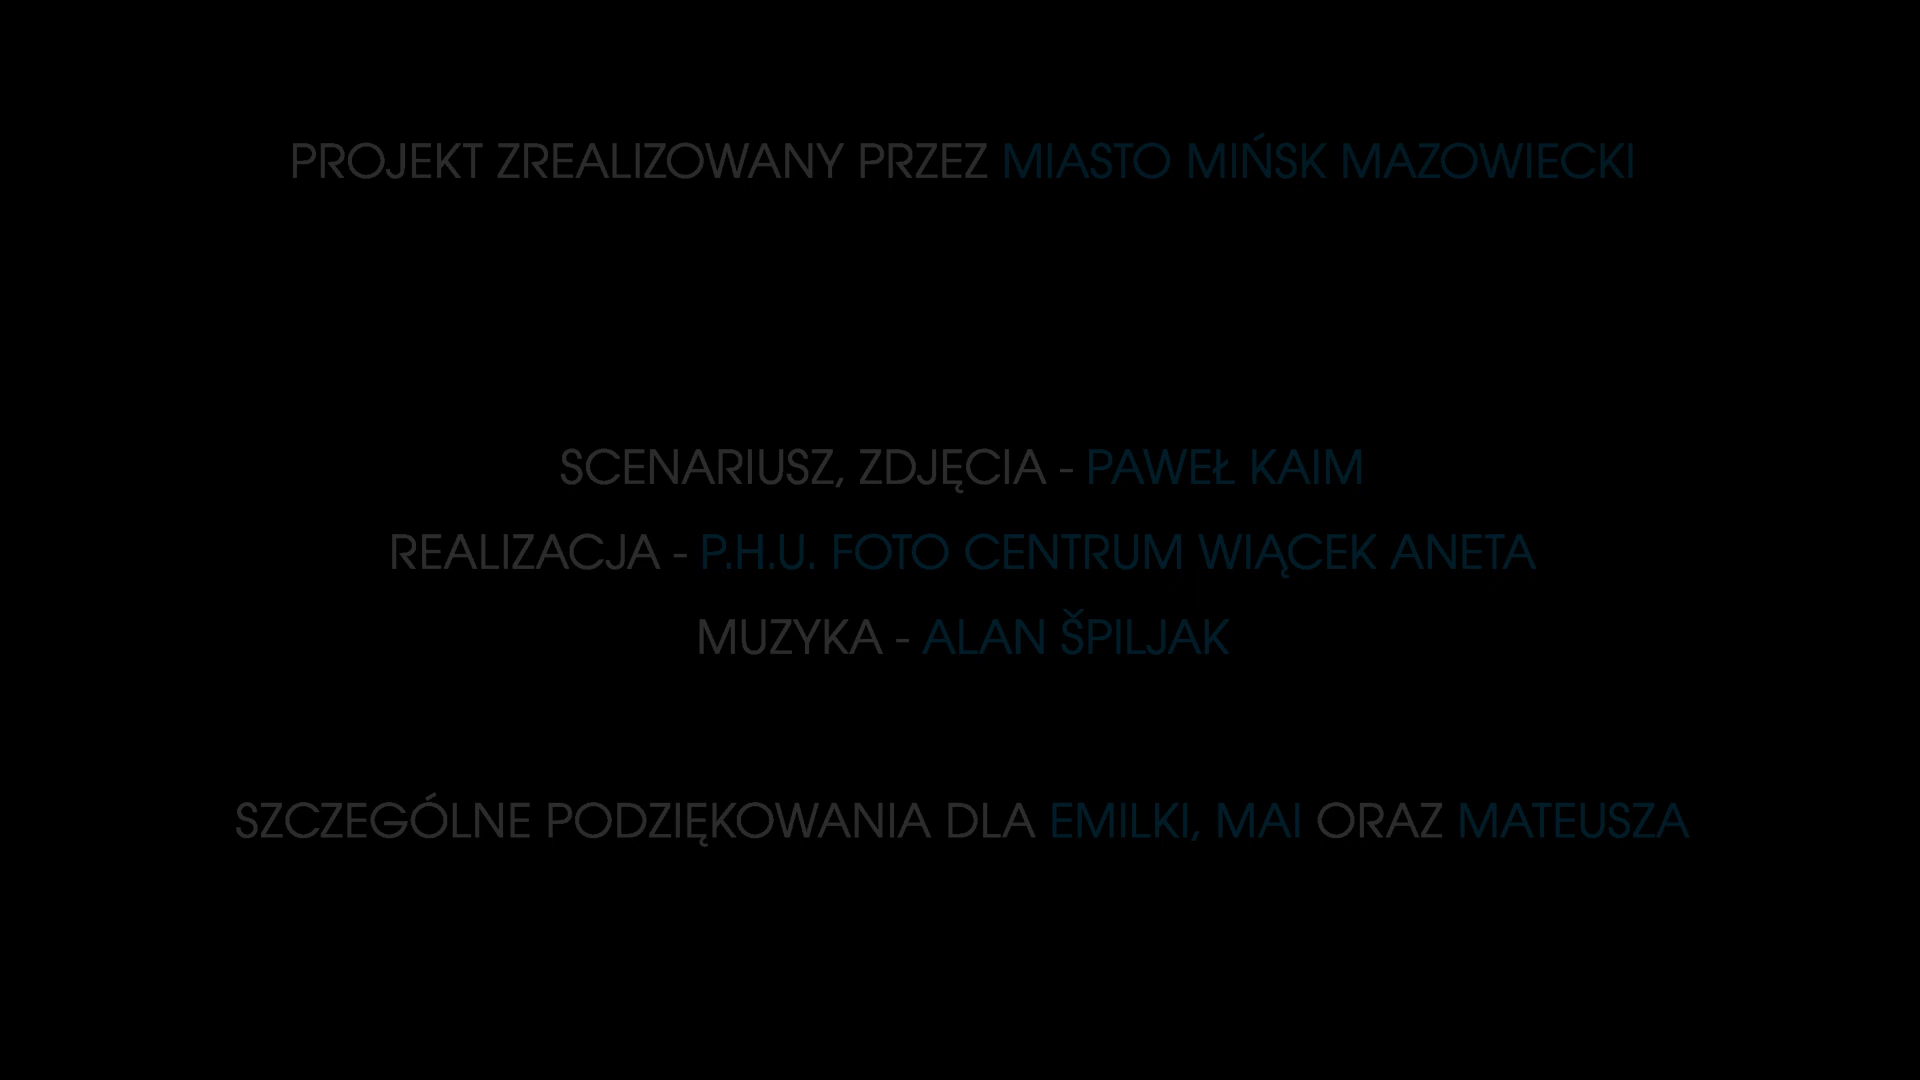 PROJEKT ZREALIZOWANY PRZEZ MIASTO MIŃSK MAZOWIECKI
SCENARIUSZ, ZDJĘCIA - PAWEŁ KAIM
REALIZACJA - P.H.U. FOTO CENTRUM WIĄCEK ANETA
MUZYKA - ALAN ŠPILJAK
SZCZEGÓLNE PODZIĘKOWANIA DLA EMILKI, MAI ORAZ MATEUSZA